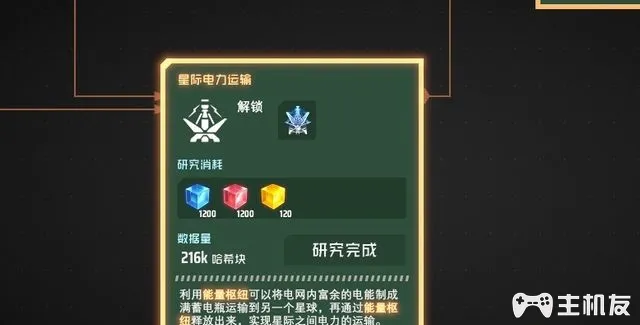 星际电力运输
解锁
研究消耗
1200
1200
120
数据量
216k 哈希块
研究完成
利用能量枢纽可以将电网内富余的电能制成
满蓄电瓶运输到另一个星球，再通过能量枢
纽释放出来，实现星际之间电力的运输。
主机友